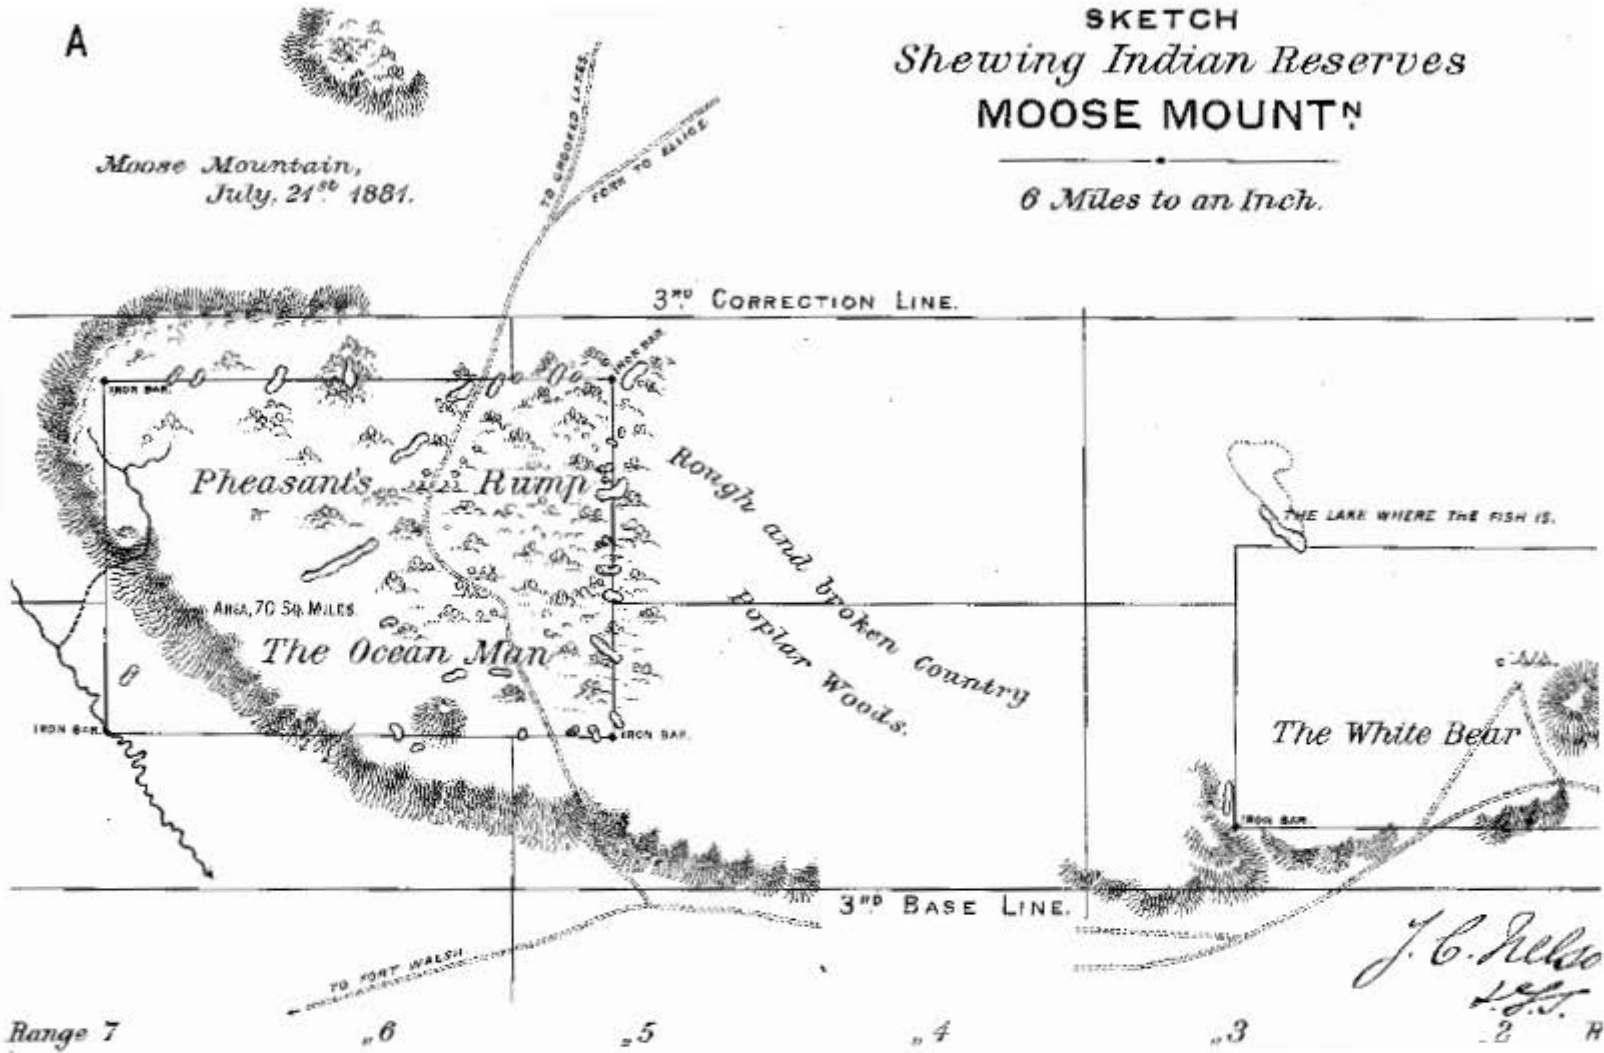 A
SKETCH
Shewing Indian Reserves
MOOSE MOUNTN.
6 Miles to an Inch.
Moose Mountain,
July, 21st 1881.
TO CROOKED LAKES.
FORK TO ELLICE.
3RD CORRECTION LINE.
IRON BAR.
IRON BAR.
Pheasant's Rump
Rough and broken country
Poplar Woods.
THE LAKE WHERE THE FISH IS.
AREA, 70 SQ. MILES.
The Ocean Man
IRON BAR.
IRON BAR.
The White Bear
IRON BAR.
3RD BASE LINE.
TO FORT WALSH
J. C. Nelso
Range 7 „6 „5 „4 „3 „2 R